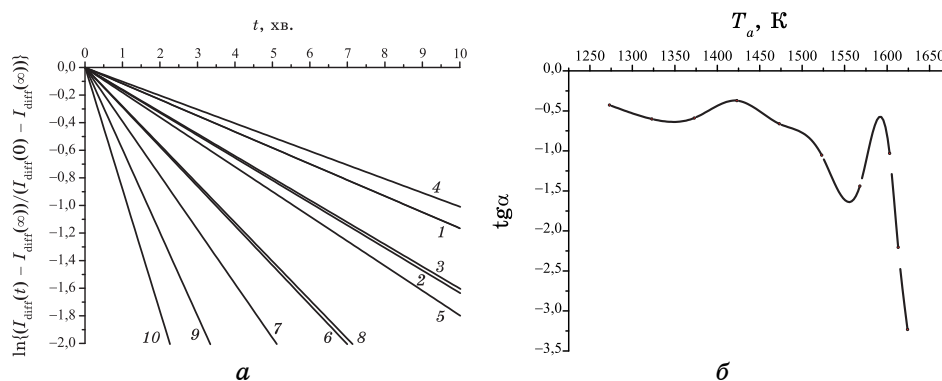 t, хв.
0 1 2 3 4 5 6 7 8 9 10
ln{(I_diff(t) − I_diff(∞))/(I_diff(0) − I_diff(∞))}
0,0
−0,2
−0,4
−0,6
−0,8
−1,0
−1,2
−1,4
−1,6
−1,8
−2,0
4
1
3
2
5
10 9 7 6 8
а
T_a, К
1250 1300 1350 1400 1450 1500 1550 1600 1650
tgα
0,0
−0,5
−1,0
−1,5
−2,0
−2,5
−3,0
−3,5
б